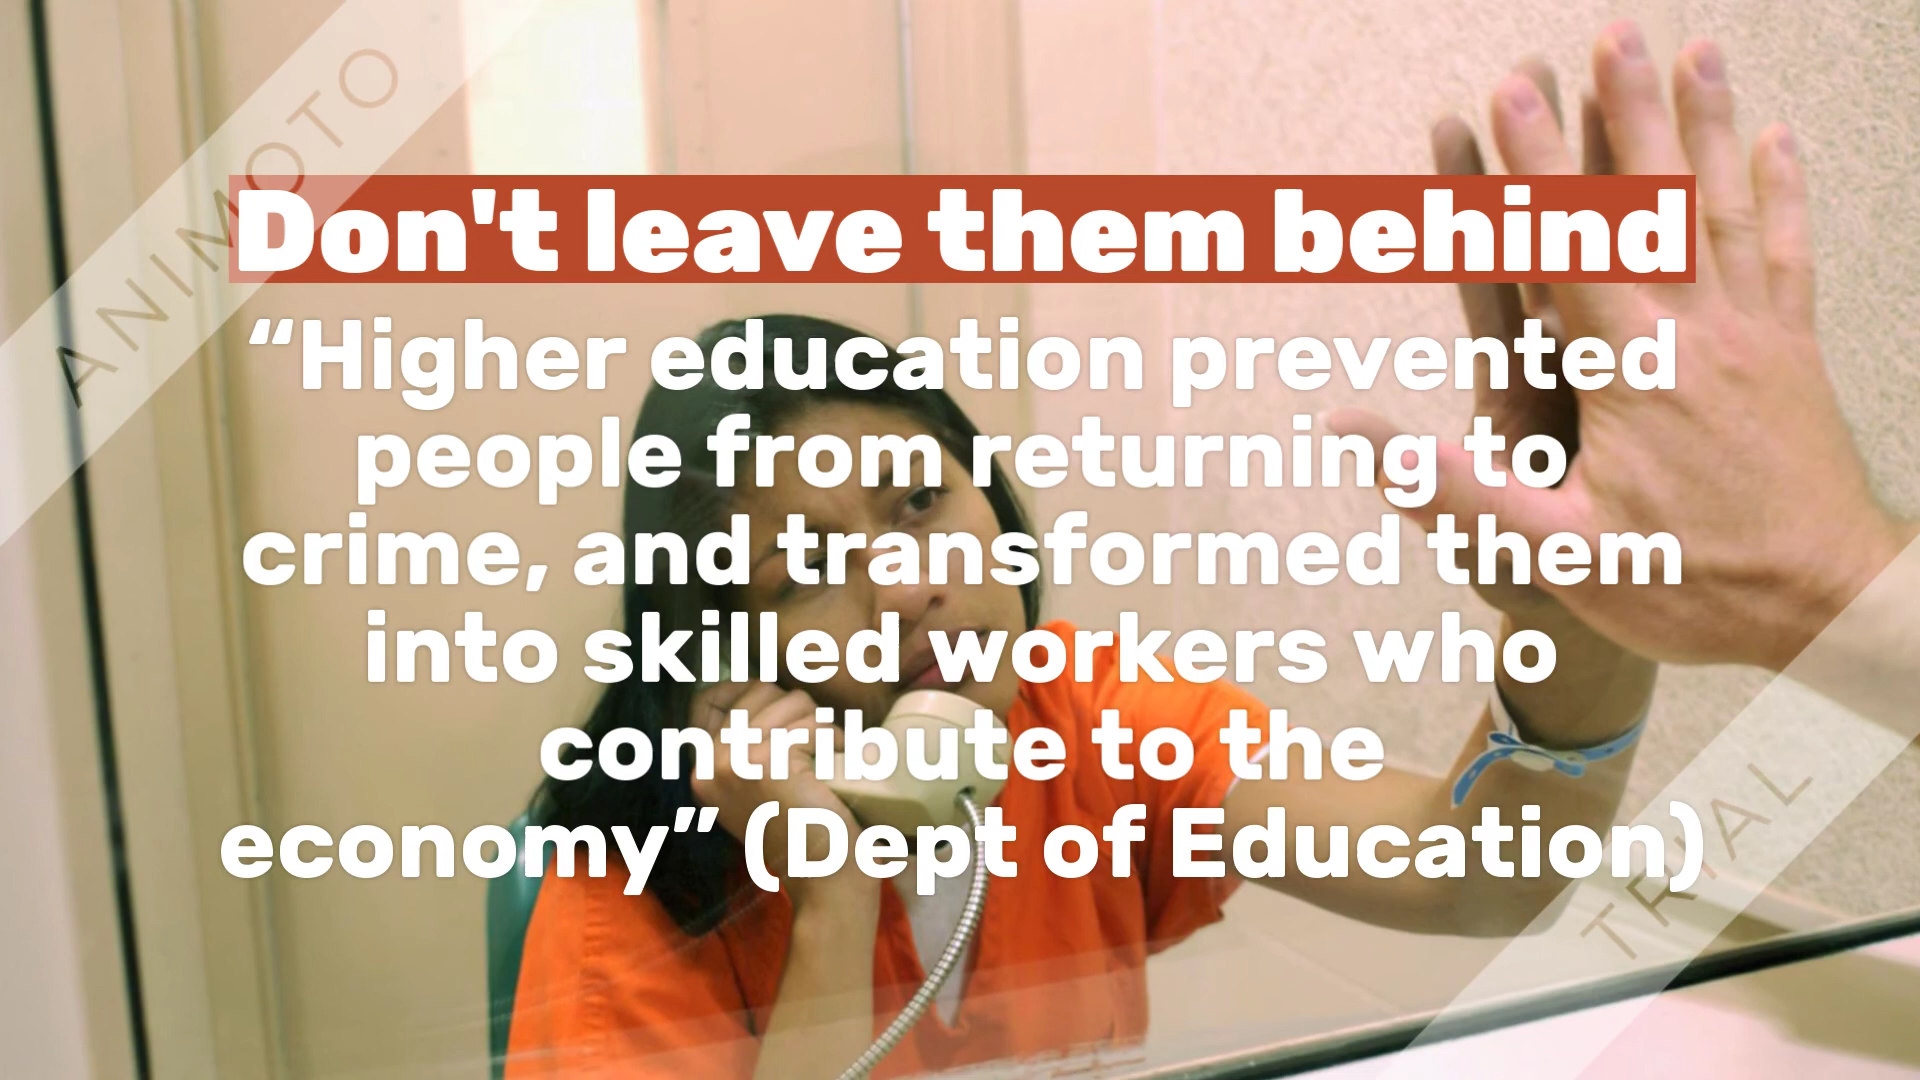 ANIMOTO
Don't leave them behind
“Higher education prevented
people from returning to
crime, and transformed them
into skilled workers who
contribute to the
economy” (Dept of Education)
TRIAL